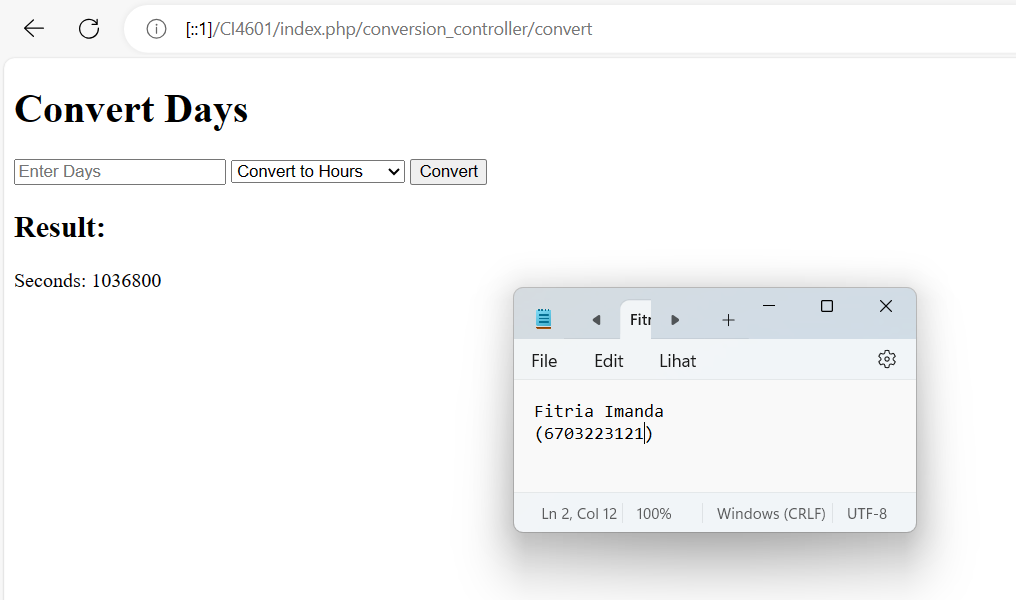 [::1]/CI4601/index.php/conversion_controller/convert
Convert Days
Enter Days Convert to Hours Convert
Result:
Seconds: 1036800
Fitr
File Edit Lihat
Fitria Imanda
(6703223121)
Ln 2, Col 12 100% Windows (CRLF) UTF-8